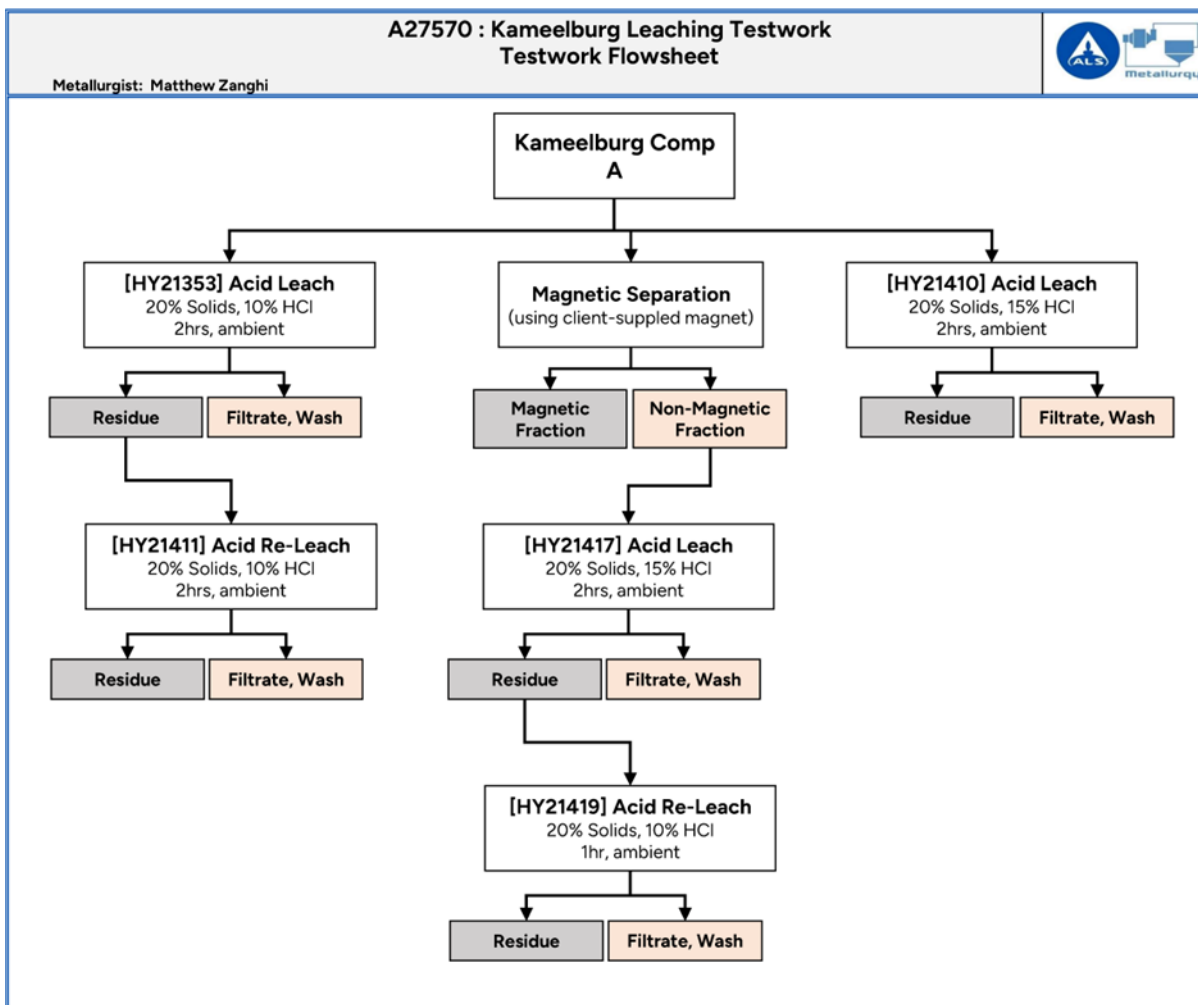 A27570 : Kameelburg Leaching Testwork
Testwork Flowsheet
Metallurgist: Matthew Zanghi
ALS
Metallurgy
Kameelburg Comp
A
[HY21353] Acid Leach
20% Solids, 10% HCl
2hrs, ambient
Magnetic Separation
(using client-suppled magnet)
[HY21410] Acid Leach
20% Solids, 15% HCl
2hrs, ambient
Residue
Filtrate, Wash
Magnetic
Fraction
Non-Magnetic
Fraction
Residue
Filtrate, Wash
[HY21411] Acid Re-Leach
20% Solids, 10% HCl
2hrs, ambient
[HY21417] Acid Leach
20% Solids, 15% HCl
2hrs, ambient
Residue
Filtrate, Wash
Residue
Filtrate, Wash
[HY21419] Acid Re-Leach
20% Solids, 10% HCl
1hr, ambient
Residue
Filtrate, Wash